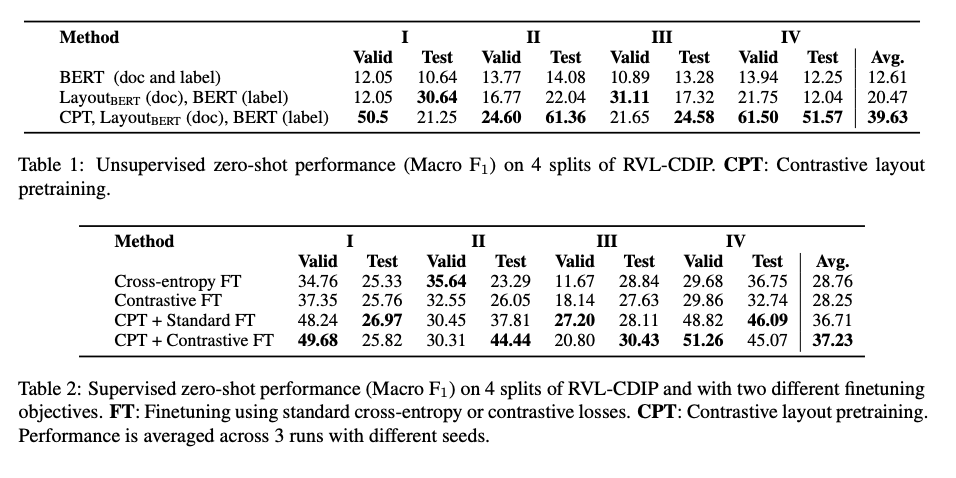 Method I II III IV
Valid Test Valid Test Valid Test Valid Test Avg.
BERT (doc and label) 12.05 10.64 13.77 14.08 10.89 13.28 13.94 12.25 12.61
LayoutBERT (doc), BERT (label) 12.05 30.64 16.77 22.04 31.11 17.32 21.75 12.04 20.47
CPT, LayoutBERT (doc), BERT (label) 50.5 21.25 24.60 61.36 21.65 24.58 61.50 51.57 39.63
Table 1: Unsupervised zero-shot performance (Macro F1) on 4 splits of RVL-CDIP. CPT: Contrastive layout
pretraining.
Method I II III IV
Valid Test Valid Test Valid Test Valid Test Avg.
Cross-entropy FT 34.76 25.33 35.64 23.29 11.67 28.84 29.68 36.75 28.76
Contrastive FT 37.35 25.76 32.55 26.05 18.14 27.63 29.86 32.74 28.25
CPT + Standard FT 48.24 26.97 30.45 37.81 27.20 28.11 48.82 46.09 36.71
CPT + Contrastive FT 49.68 25.82 30.31 44.44 20.80 30.43 51.26 45.07 37.23
Table 2: Supervised zero-shot performance (Macro F1) on 4 splits of RVL-CDIP and with two different finetuning
objectives. FT: Finetuning using standard cross-entropy or contrastive losses. CPT: Contrastive layout pretraining.
Performance is averaged across 3 runs with different seeds.